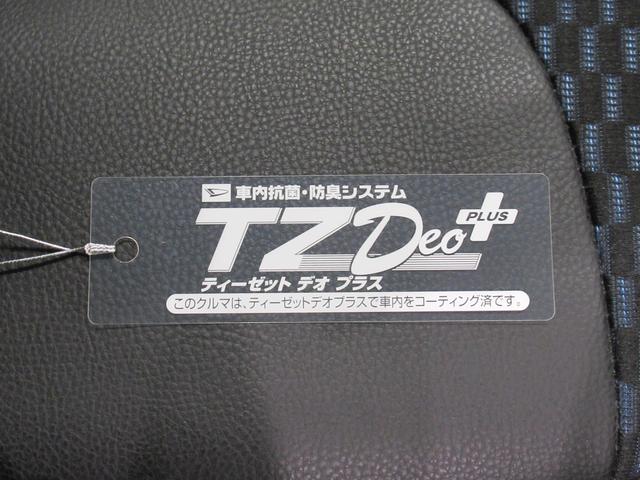 車内抗菌・防臭システム
TZ Deo PLUS
ティーゼット デオ プラス
このクルマは、ティーゼットデオプラスで車内をコーティング済です。